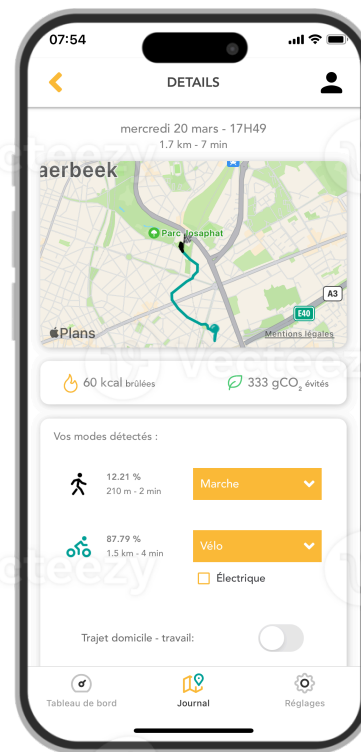 07:54
DETAILS
mercredi 20 mars - 17H49
1.7 km - 7 min
aerbeek
Parc Josaphat
A3
E40
Plans
Mentions légales
60 kcal brûlées
333 gCO₂ évités
Vos modes détectés :
12.21 %
210 m - 2 min
Marche
87.79 %
1.5 km - 4 min
Vélo
Électrique
Trajet domicile - travail:
Tableau de bord
Journal
Réglages